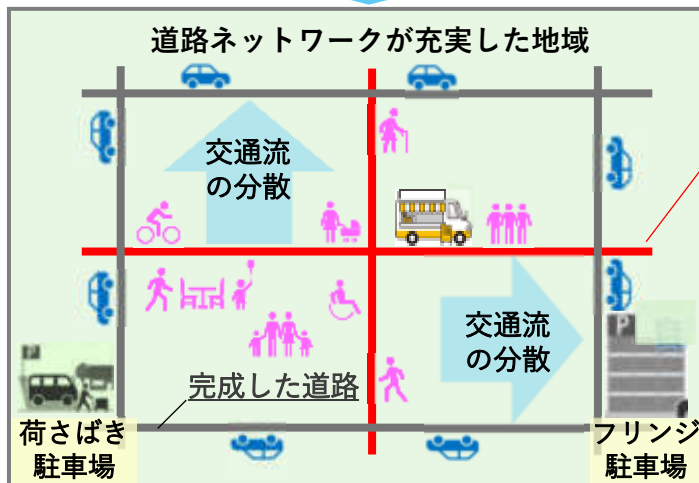 道路ネットワークが充実した地域
交通流
の分散
交通流
の分散
P
P
完成した道路
荷さばき
駐車場
フリンジ
駐車場